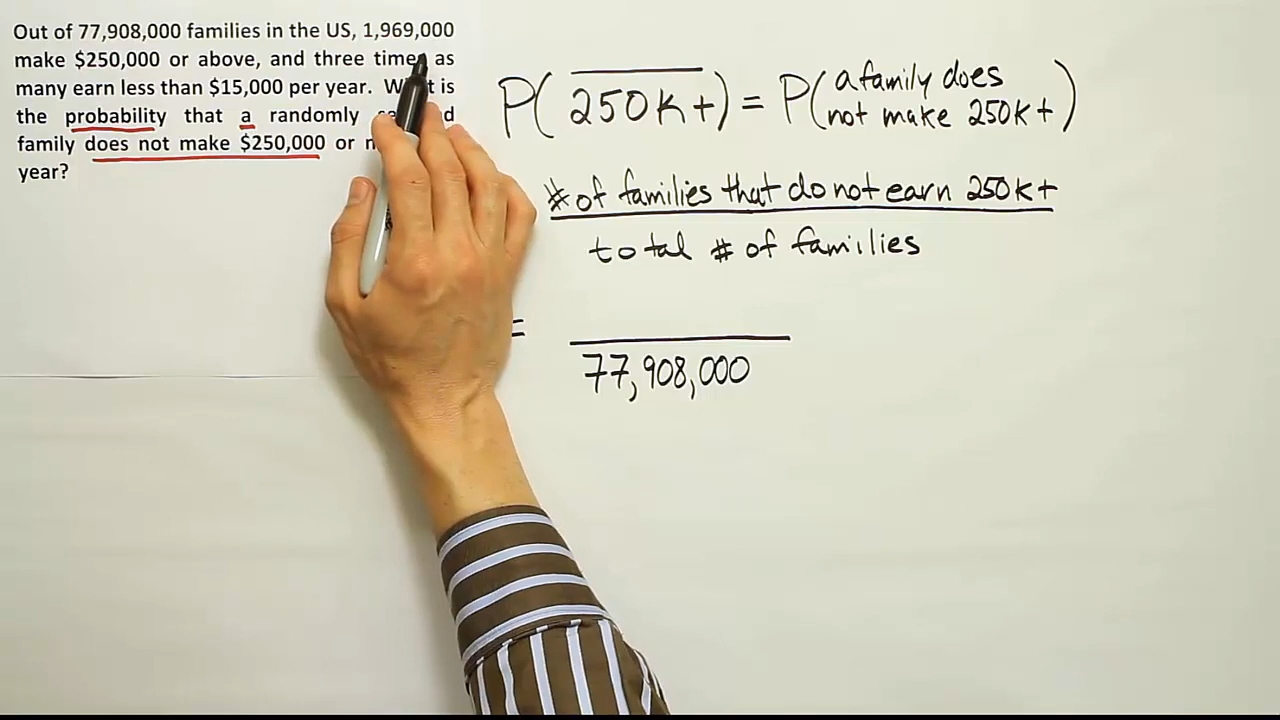 Out of 77,908,000 families in the US, 1,969,000
make $250,000 or above, and three times as
many earn less than $15,000 per year. is
the probability that a randomly
family does not make $250,000 or
year?
P( 250K+) = P( a family does
not make 250K+ )
# of families that do not earn 250K+
total # of families
=
77,908,000